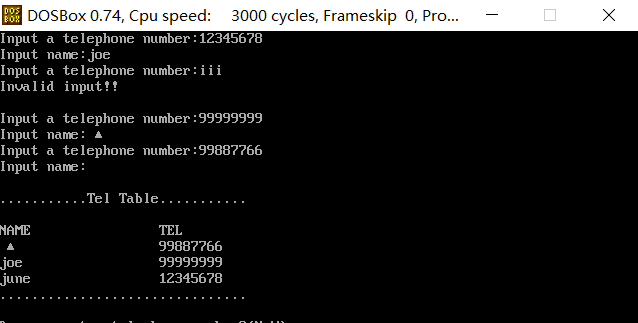 DOSBox 0.74, Cpu speed: 3000 cycles, Frameskip 0, Pro...
Input a telephone number:12345678
Input name:joe
Input a telephone number:iii
Invalid input!!
Input a telephone number:99999999
Input name: ▲
Input a telephone number:99887766
Input name:
...........Tel Table...........
NAME TEL
▲ 99887766
joe 99999999
june 12345678
...............................